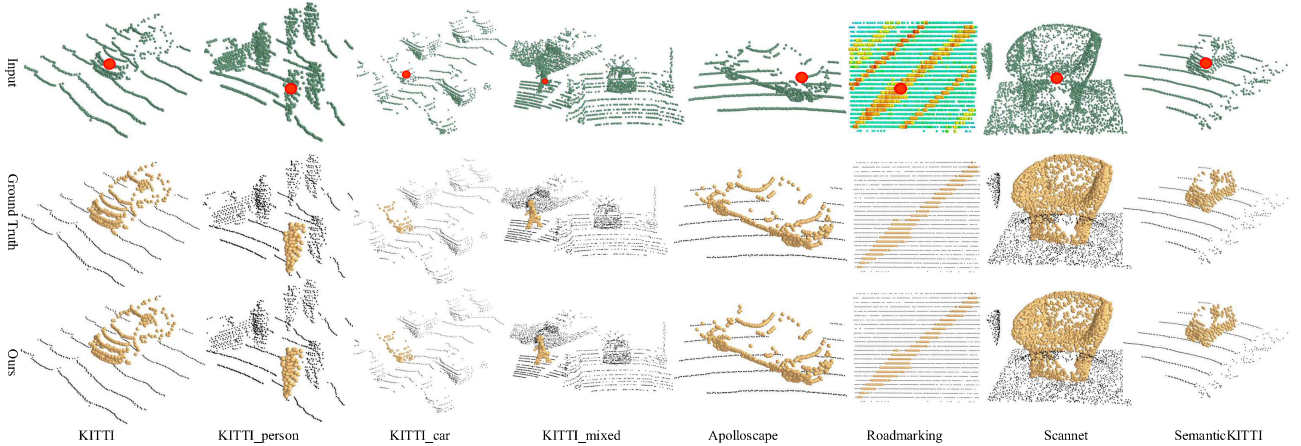 Input
Ground Truth
Ours
KITTI
KITTI_person
KITTI_car
KITTI_mixed
Apolloscape
Roadmarking
Scannet
SemanticKITTI